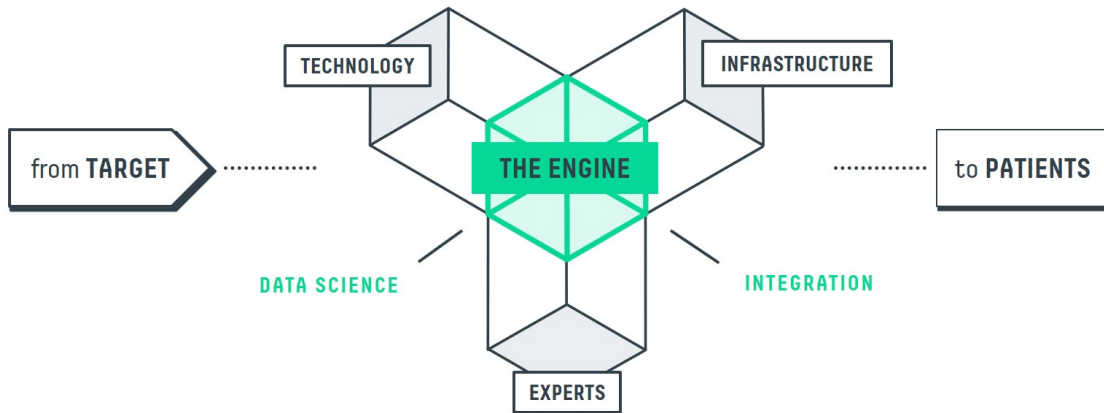 TECHNOLOGY
INFRASTRUCTURE
from TARGET
THE ENGINE
to PATIENTS
DATA SCIENCE
INTEGRATION
EXPERTS